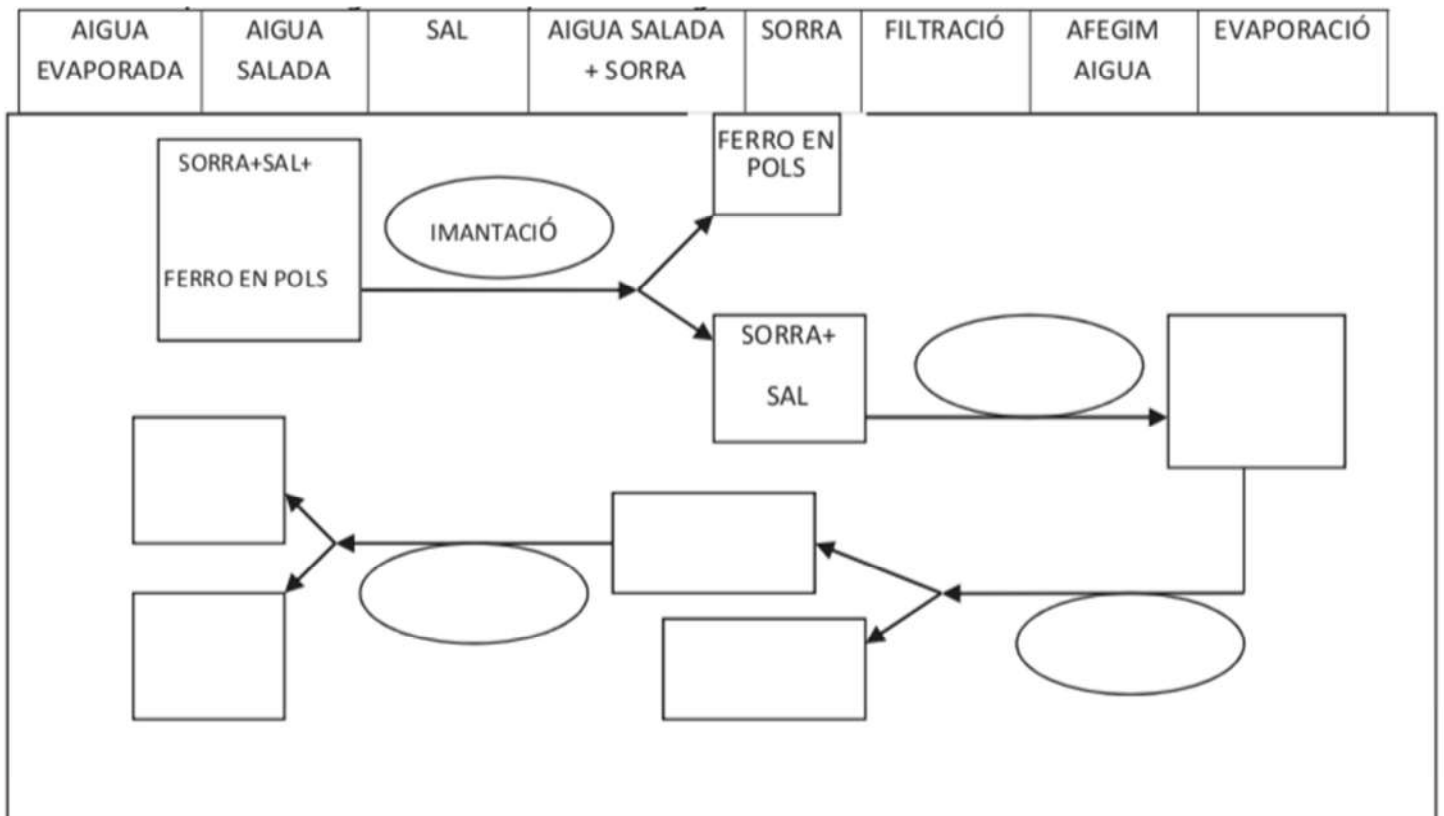 AIGUA EVAPORADA
AIGUA SALADA
SAL
AIGUA SALADA + SORRA
SORRA
FILTRACIÓ
AFEGIM AIGUA
EVAPORACIÓ
SORRA+SAL+
FERRO EN POLS
IMANTACIÓ
FERRO EN
POLS
SORRA+
SAL